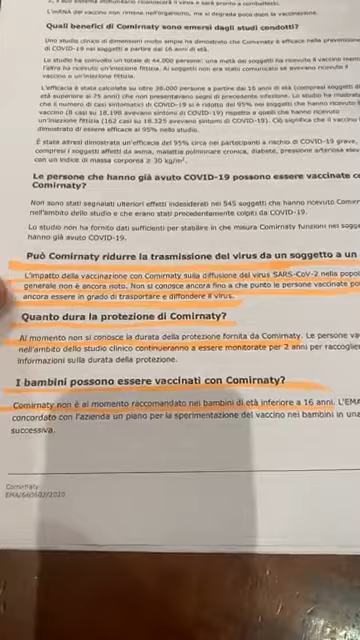 L'mRNA del vaccino non rimane nell'organismo, ma si degrada poco dopo la vaccinazione.
Quali benefici di Comirnaty sono emersi dagli studi condotti?
Uno studio clinico di dimensioni molto ampie ha dimostrato che Comirnaty è efficace nella prevenzione
di COVID-19 nei soggetti a partire dai 16 anni di età.
Lo studio ha coinvolto un totale di 44.000 persone: una metà dei soggetti ha ricevuto il vaccino
l'altra ha ricevuto un'iniezione fittizia. Ai soggetti non era stato comunicato se avevano ricevuto il
vaccino o un'iniezione fittizia.
L'efficacia è stata calcolata su oltre 36.000 persone a partire dai 16 anni di età (compresi soggetti di
età superiore ai 75 anni) che non presentavano segni di precedente infezione. Lo studio ha
che il numero di casi sintomatici di COVID-19 si è ridotto del 95% nei soggetti che hanno ricevuto il
vaccino (8 casi su 18.198 avevano sintomi di COVID-19) rispetto a quelli che hanno ricevuto
un'iniezione fittizia (162 casi su 18.325 avevano sintomi di COVID-19). Ciò significa che il vaccino
dimostrato di essere efficace al 95% nello studio.
È stata altresì dimostrata un'efficacia del 95% circa nei partecipanti a rischio di COVID-19 grave,
compresi i soggetti affetti da asma, malattia polmonare cronica, diabete, pressione arteriosa
con un indice di massa corporea ≥ 30 kg/m².
Le persone che hanno già avuto COVID-19 possono essere vaccinate
Comirnaty?
Non sono stati segnalati ulteriori effetti indesiderati nei 545 soggetti che hanno ricevuto
nell'ambito dello studio e che erano stati precedentemente colpiti da COVID-19.
Lo studio non ha fornito dati sufficienti per stabilire in che misura Comirnaty funzioni nei
hanno già avuto COVID-19.
Può Comirnaty ridurre la trasmissione del virus da un soggetto a un
L'impatto della vaccinazione con Comirnaty sulla diffusione del virus SARS-CoV-2 nella
generale non è ancora noto. Non si conosce ancora fino a che punto le persone vaccinate
ancora essere in grado di trasportare e diffondere il virus.
Quanto dura la protezione di Comirnaty?
Al momento non si conosce la durata della protezione fornita da Comirnaty. Le persone
nell'ambito dello studio clinico continueranno a essere monitorate per 2 anni per
informazioni sulla durata della protezione.
I bambini possono essere vaccinati con Comirnaty?
Comirnaty non è al momento raccomandato nei bambini di età inferiore a 16 anni. L'EMA
concordato con l'azienda un piano per la sperimentazione del vaccino nei bambini in una
successiva.
Comirnaty
EMA/660602/2020